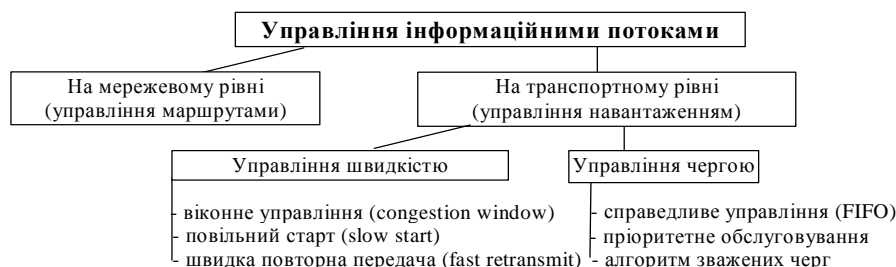 Управління інформаційними потоками
На мережевому рівні
(управління маршрутами)
На транспортному рівні
(управління навантаженням)
Управління швидкістю
- віконне управління (congestion window)
- повільний старт (slow start)
- швидка повторна передача (fast retransmit)
Управління чергою
- справедливе управління (FIFO)
- пріоритетне обслуговування
- алгоритм зважених черг